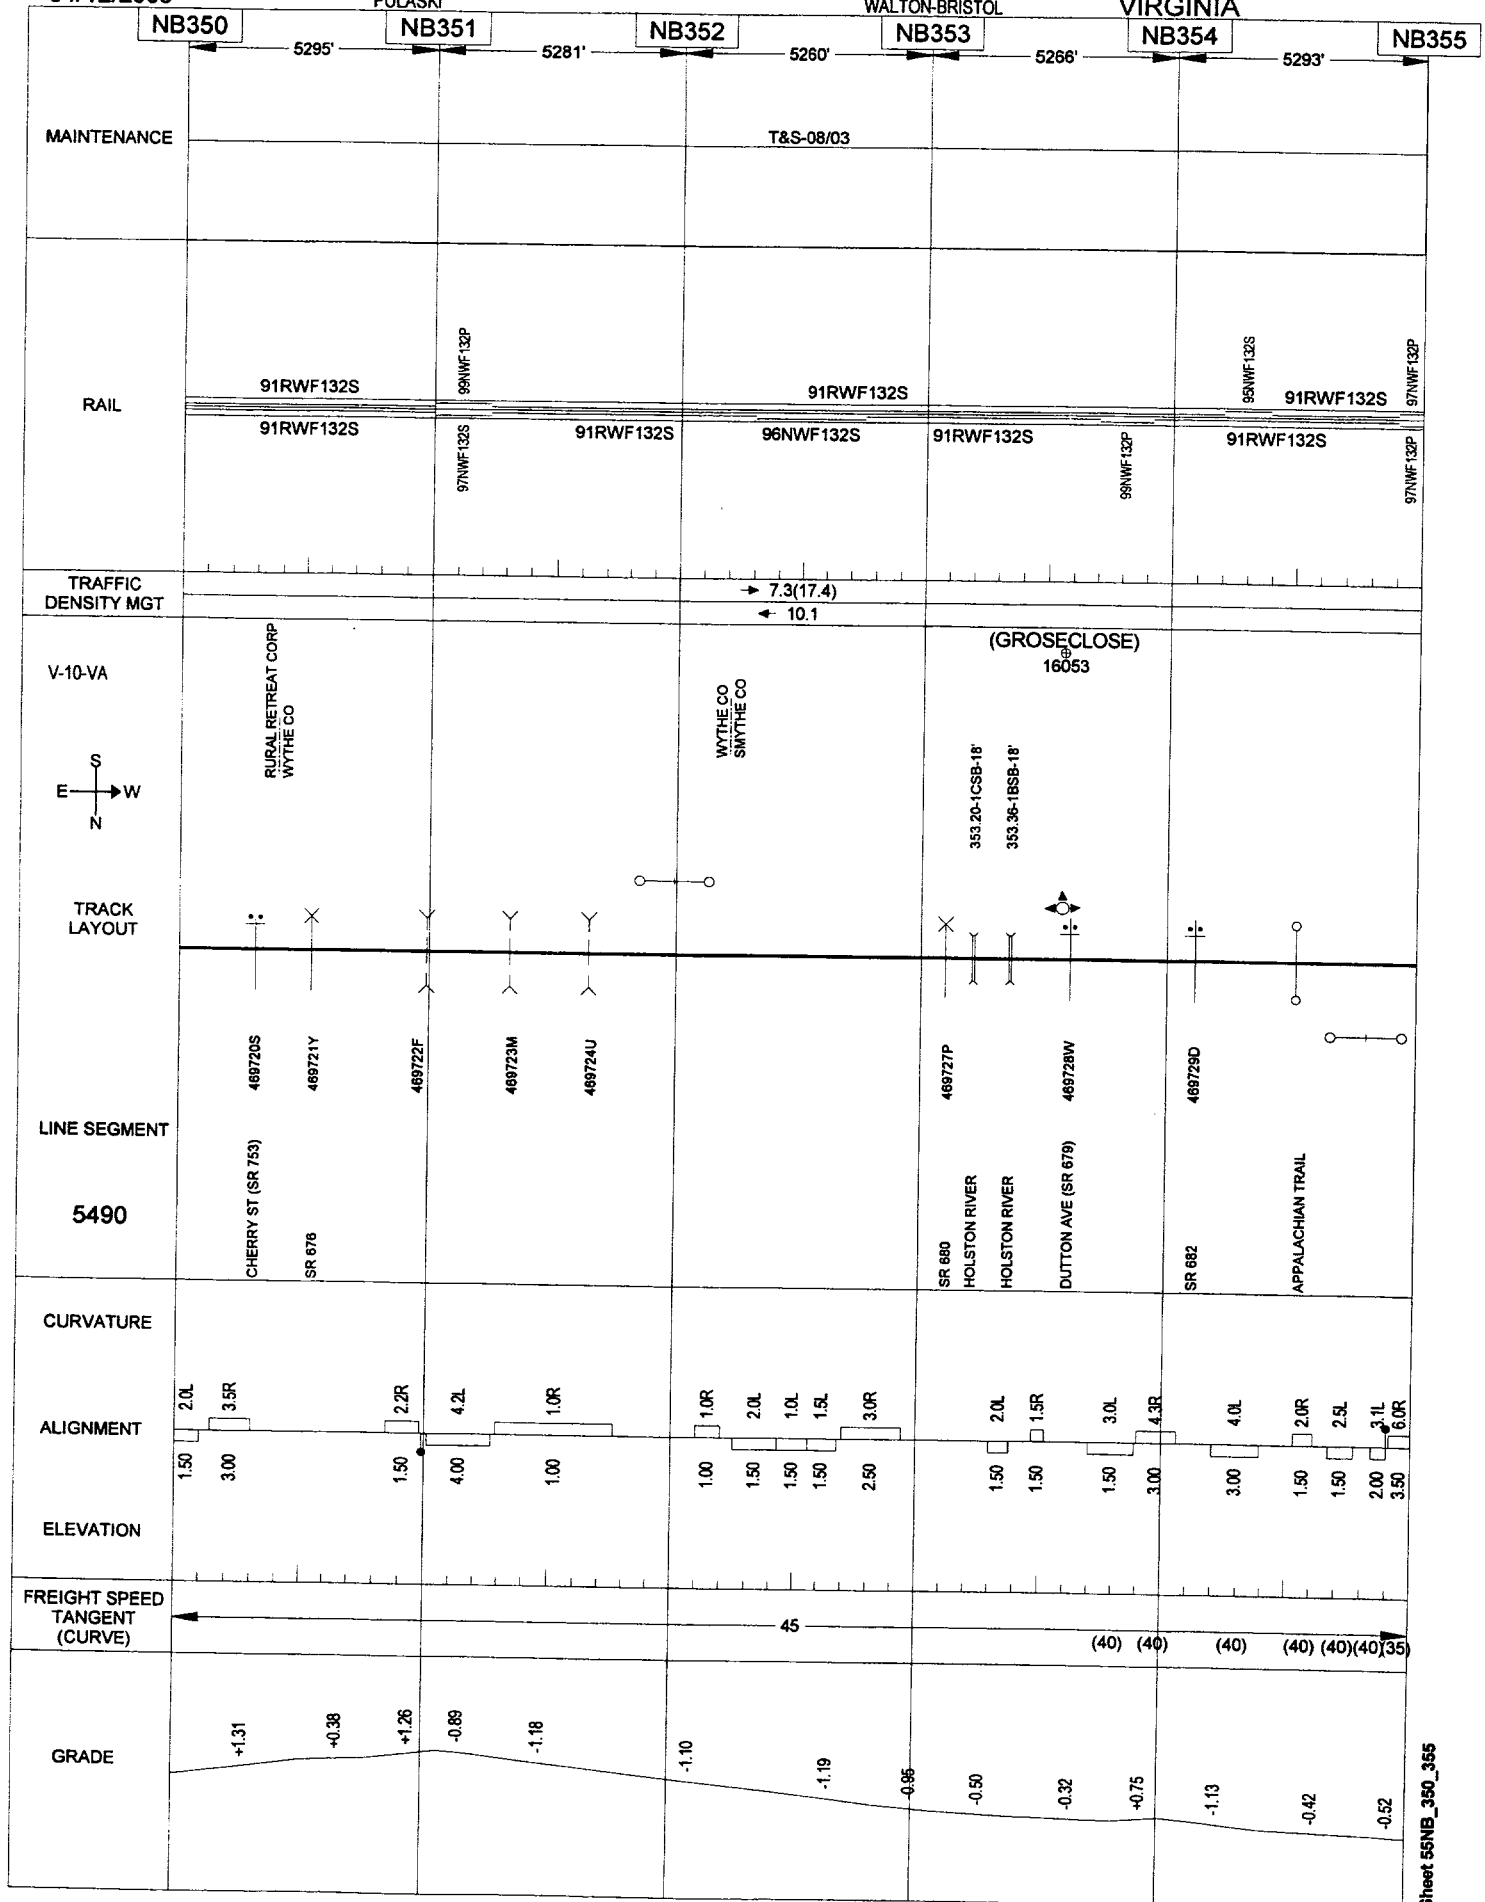 PULASKI
WALTON-BRISTOL
VIRGINIA
NB350
NB351
NB352
NB353
NB354
NB355
5295'
5281'
5260'
5266'
5293'
MAINTENANCE
T&S-08/03
RAIL
91RWF132S
99NWF132P
91RWF132S
95NWF132S
91RWF132S
97NWF132P
91RWF132S
97NWF132S
91RWF132S
96NWF132S
91RWF132S
99NWF132P
91RWF132S
97NWF132P
TRAFFIC
DENSITY MGT
7.3(17.4)
10.1
V-10-VA
RURAL RETREAT CORP
WYTHE CO
WYTHE CO
SMYTHE CO
(GROSECLOSE)
16053
353.20-1CSB-18'
353.36-1BSB-18'
S
E W
N
TRACK
LAYOUT
469720S
469721Y
469722F
469723M
469724U
469727P
469728W
469729D
LINE SEGMENT
5490
CHERRY ST (SR 753)
SR 676
SR 680
HOLSTON RIVER
HOLSTON RIVER
DUTTON AVE (SR 679)
SR 682
APPALACHIAN TRAIL
CURVATURE
2.0L
3.5R
2.2R
4.2L
1.0R
1.0R
2.0L
1.0L
1.5L
3.0R
2.0L
1.5R
3.0L
4.3R
4.0L
2.0R
2.5L
3.1L
6.0R
ALIGNMENT
1.50
3.00
1.50
4.00
1.00
1.00
1.50
1.50
1.50
2.50
1.50
1.50
1.50
3.00
3.00
1.50
1.50
2.00
3.50
ELEVATION
FREIGHT SPEED
TANGENT
(CURVE)
45
(40) (40) (40) (40) (40) (40) (35)
GRADE
+1.31
+0.38
+1.26
-0.89
-1.18
-1.10
-1.19
-0.95
-0.50
-0.32
+0.75
-1.13
-0.42
-0.52
Sheet 55NB_350_355